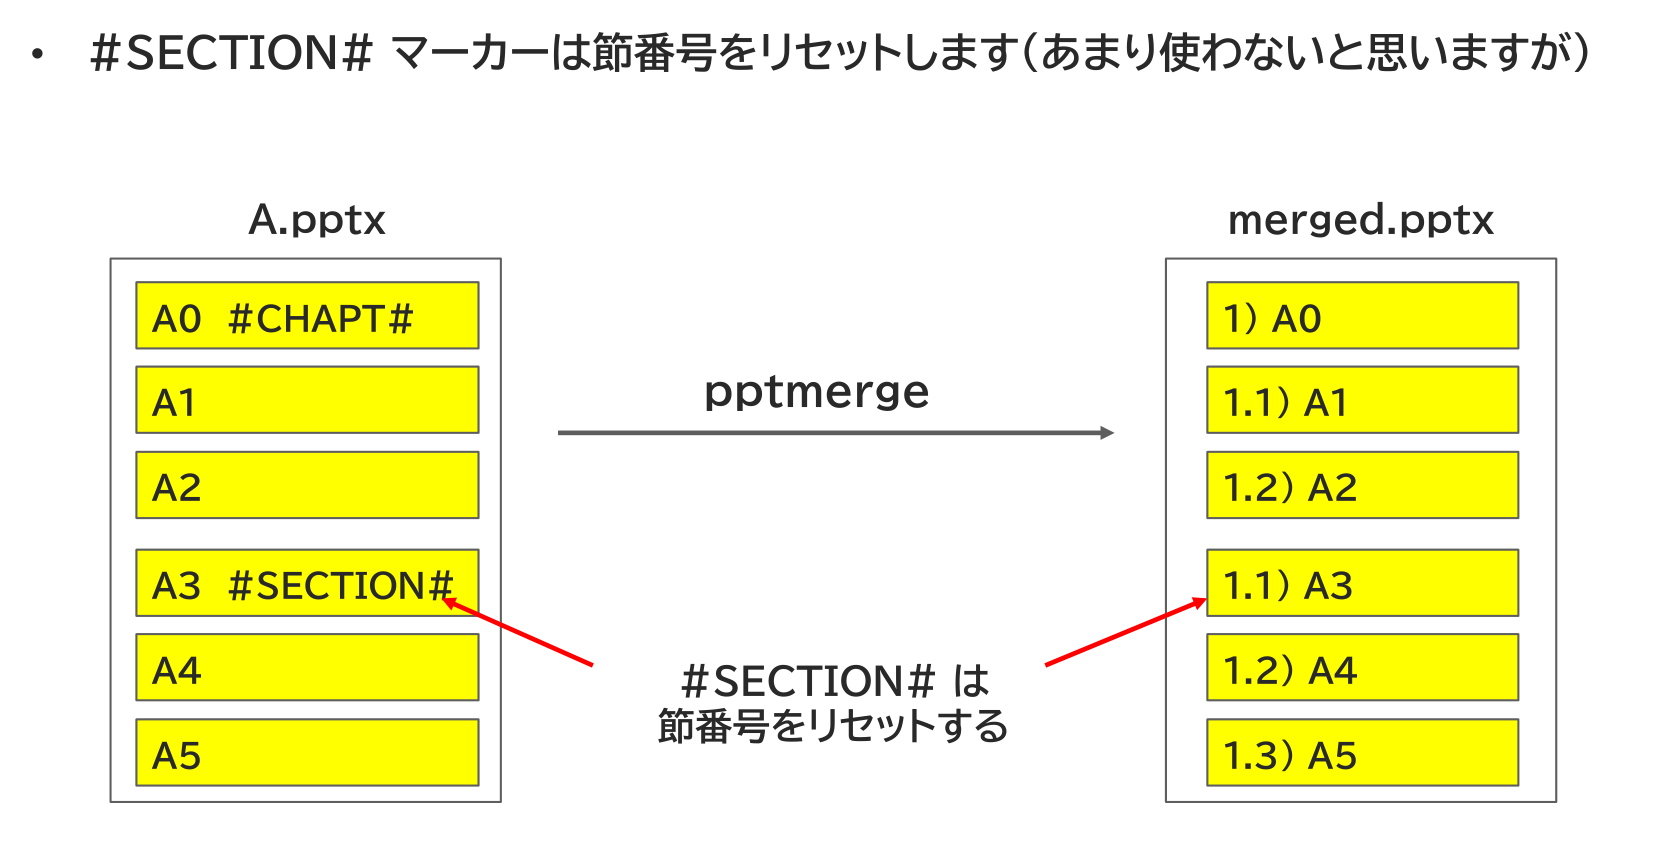 • #SECTION# マーカーは節番号をリセットします(あまり使わないと思いますが)
A.pptx
A0 #CHAPT#
A1
A2
A3 #SECTION#
A4
A5
pptmerge
#SECTION# は
節番号をリセットする
merged.pptx
1) A0
1.1) A1
1.2) A2
1.1) A3
1.2) A4
1.3) A5